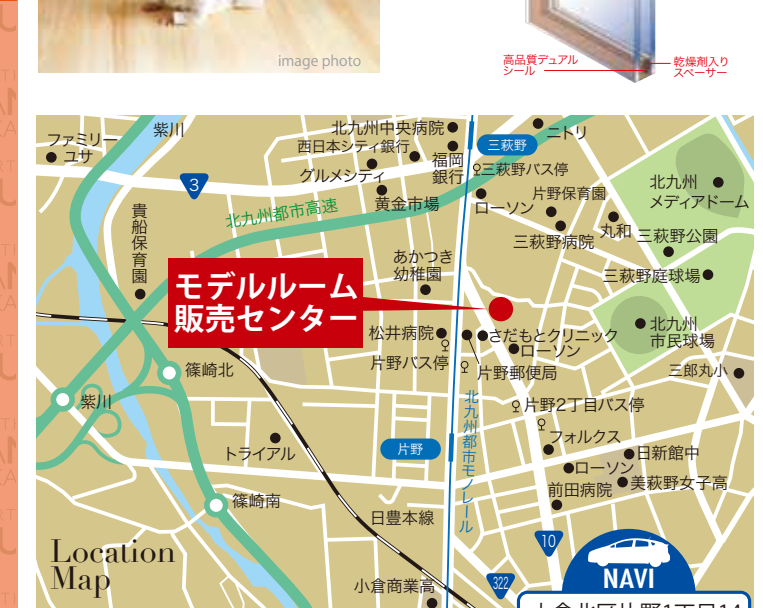 image photo
高品質デュアル
シール
乾燥剤入り
スペーサー
ファミリー
ユサ
紫川
北九州中央病院
西日本シティ銀行
グルメシティ
黄金市場
福岡
銀行
三萩野
ニトリ
三萩野バス停
ローソン
片野保育園
三萩野病院
丸和
北九州
メディアドーム
三萩野公園
三萩野庭球場
3
北九州都市高速
貴船保育園
あかつき
幼稚園
モデルルーム
販売センター
松井病院
片野バス停
さだもとクリニック
ローソン
片野郵便局
北九州
市民球場
三郎丸小
篠崎北
紫川
北九州都市モノレール
片野2丁目バス停
フォルクス
トライアル
片野
日新館中
ローソン
美萩野女子高
前田病院
篠崎南
日豊本線
10
322
Location
Map
小倉商業高
NAVI
小倉北区片野1丁目14